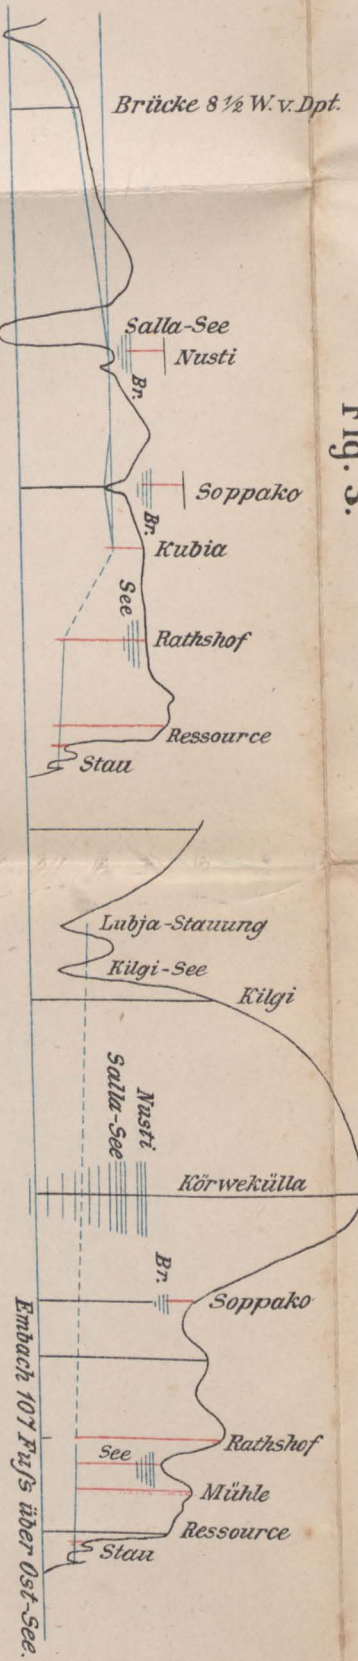 Fig. 3.
Brücke 8½ W. v. Dpt.
Salla-See
Nusti
Br.
Soppako
Br.
Kubia
See
Rathshof
Ressource
Stau
Lubja-Stauung
Kilgi-See
Kilgi
Nusti
Salla-See
Körwekülla
Br.
Soppako
Rathshof
See
Mühle
Ressource
Stau
Embach 107 Fuſs über Ost-See.